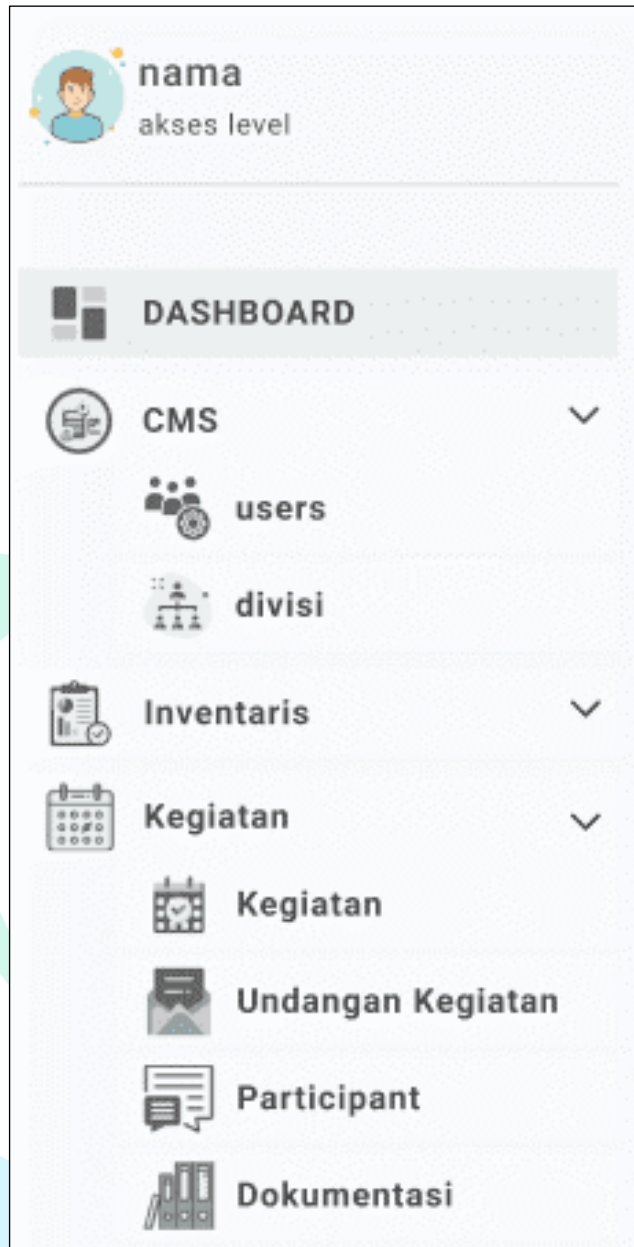 nama
akses level
DASHBOARD
CMS
users
divisi
Inventaris
Kegiatan
Kegiatan
Undangan Kegiatan
Participant
Dokumentasi